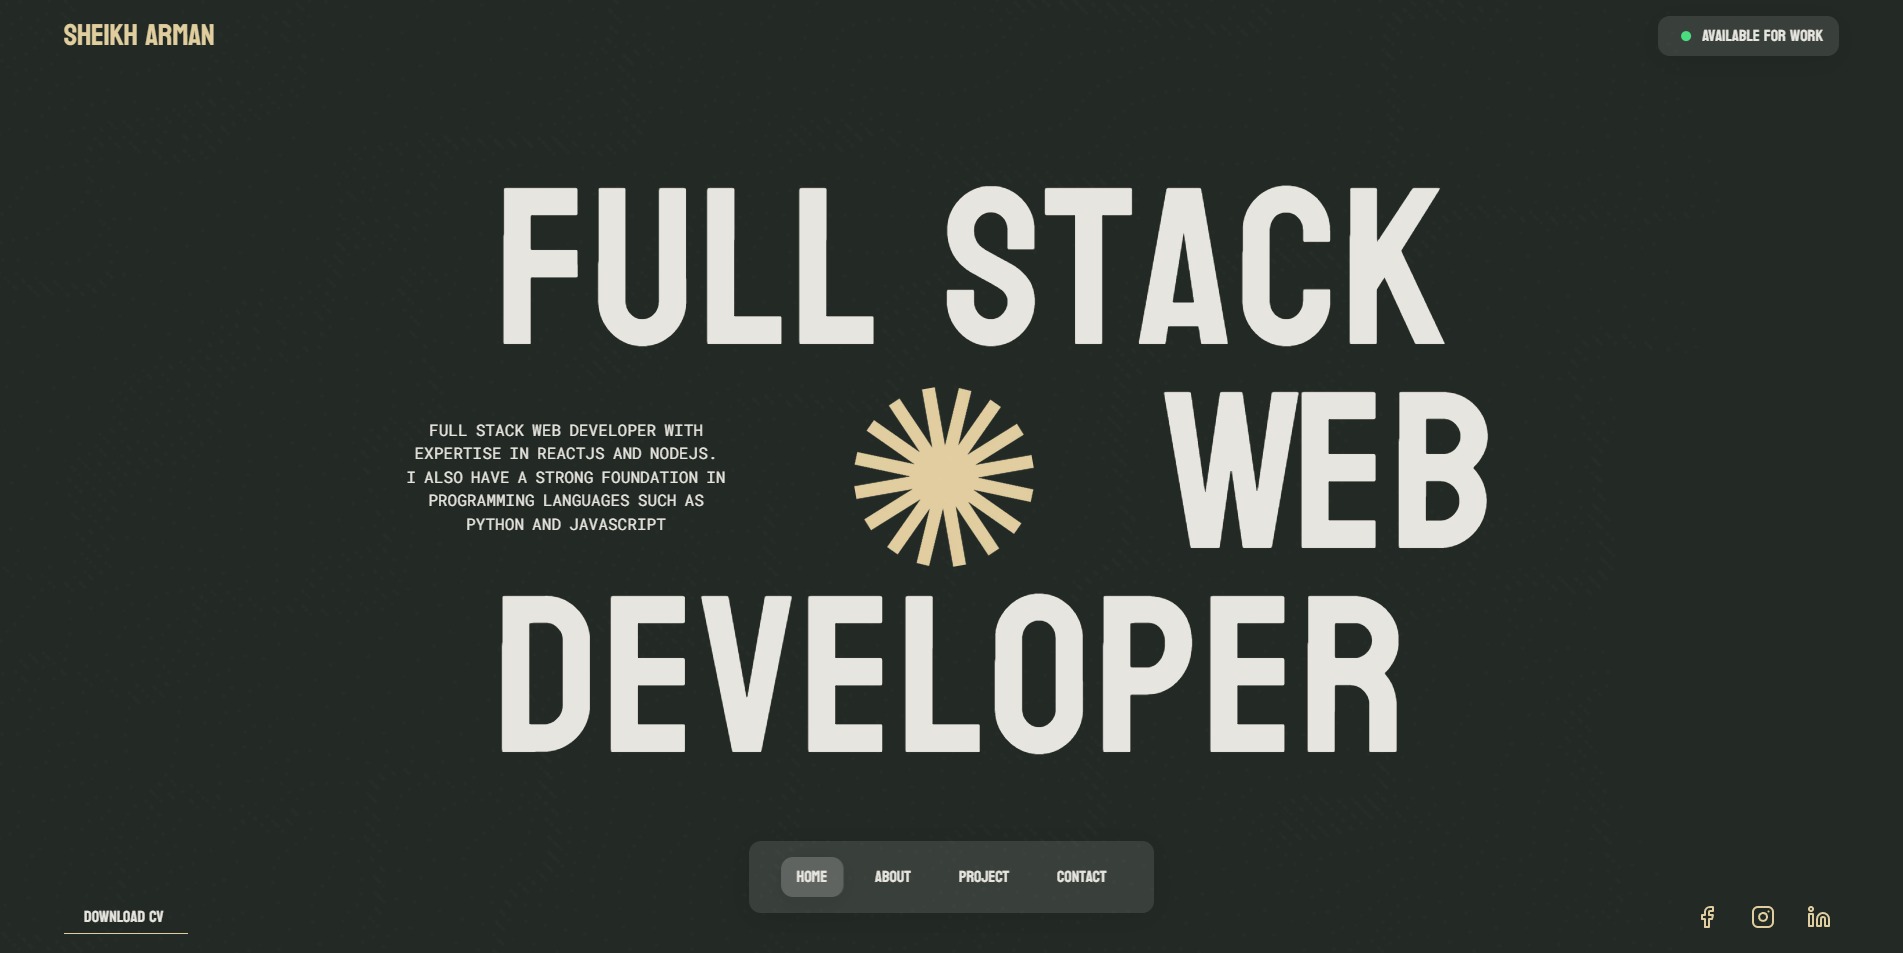 SHEIKH ARMAN
AVAILABLE FOR WORK
FULL STACK
FULL STACK WEB DEVELOPER WITH
EXPERTISE IN REACTJS AND NODEJS.
I ALSO HAVE A STRONG FOUNDATION IN
PROGRAMMING LANGUAGES SUCH AS
PYTHON AND JAVASCRIPT
WEB
DEVELOPER
HOME ABOUT PROJECT CONTACT
DOWNLOAD CV